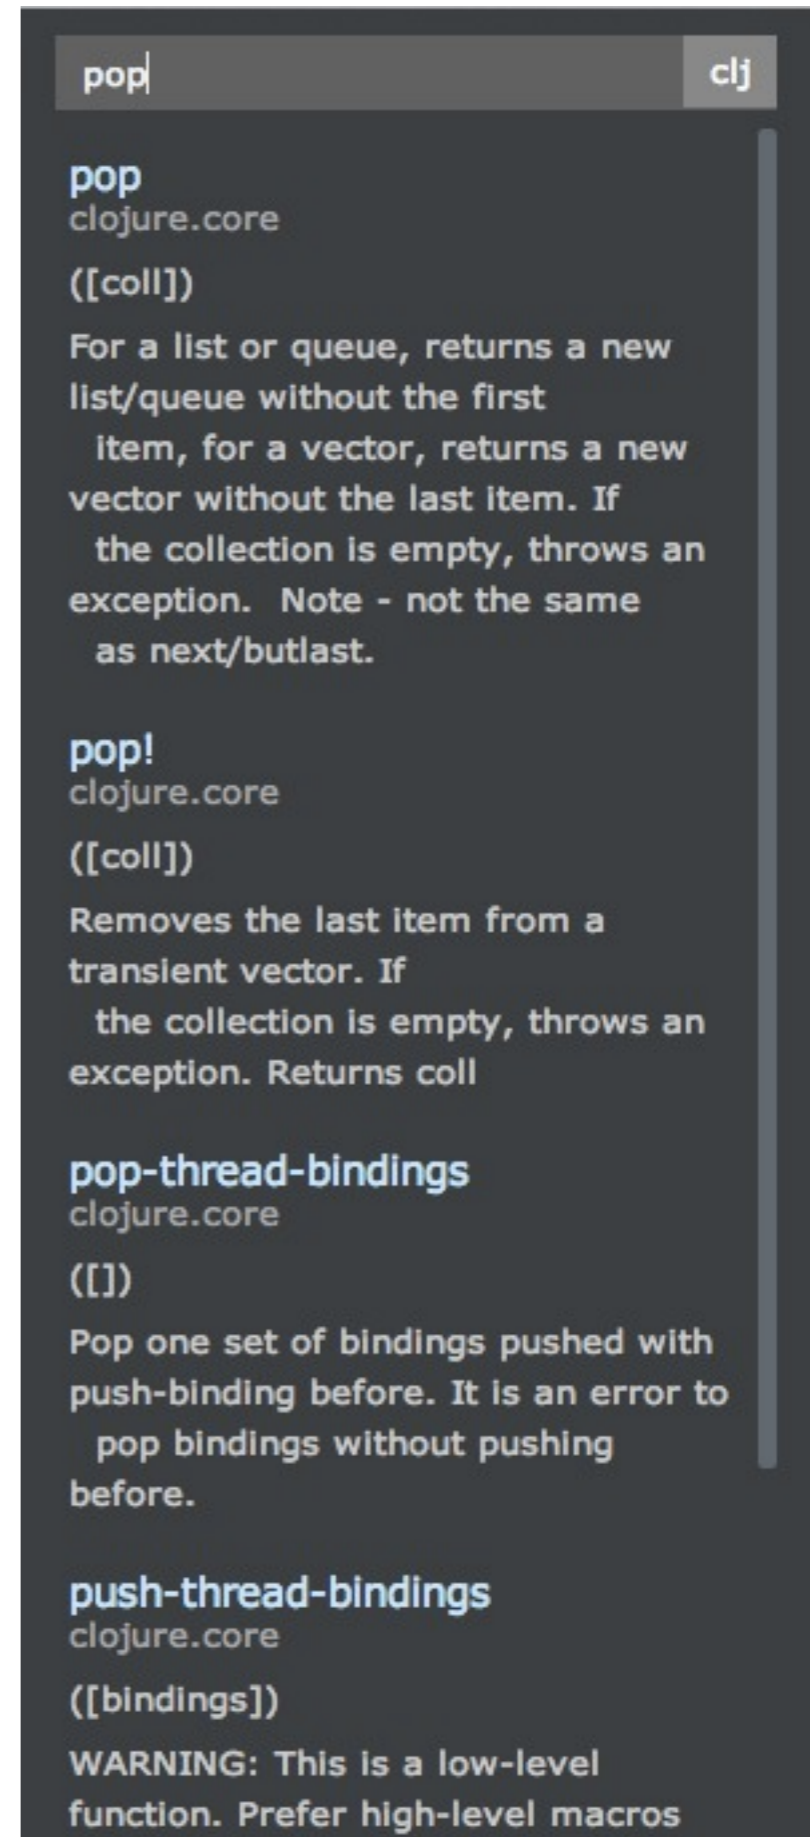 pop
clj
pop
clojure.core
([coll])
For a list or queue, returns a new
list/queue without the first
item, for a vector, returns a new
vector without the last item. If
the collection is empty, throws an
exception.  Note - not the same
as next/butlast.
pop!
clojure.core
([coll])
Removes the last item from a
transient vector. If
the collection is empty, throws an
exception. Returns coll
pop-thread-bindings
clojure.core
([])
Pop one set of bindings pushed with
push-binding before. It is an error to
pop bindings without pushing
before.
push-thread-bindings
clojure.core
([bindings])
WARNING: This is a low-level
function. Prefer high-level macros